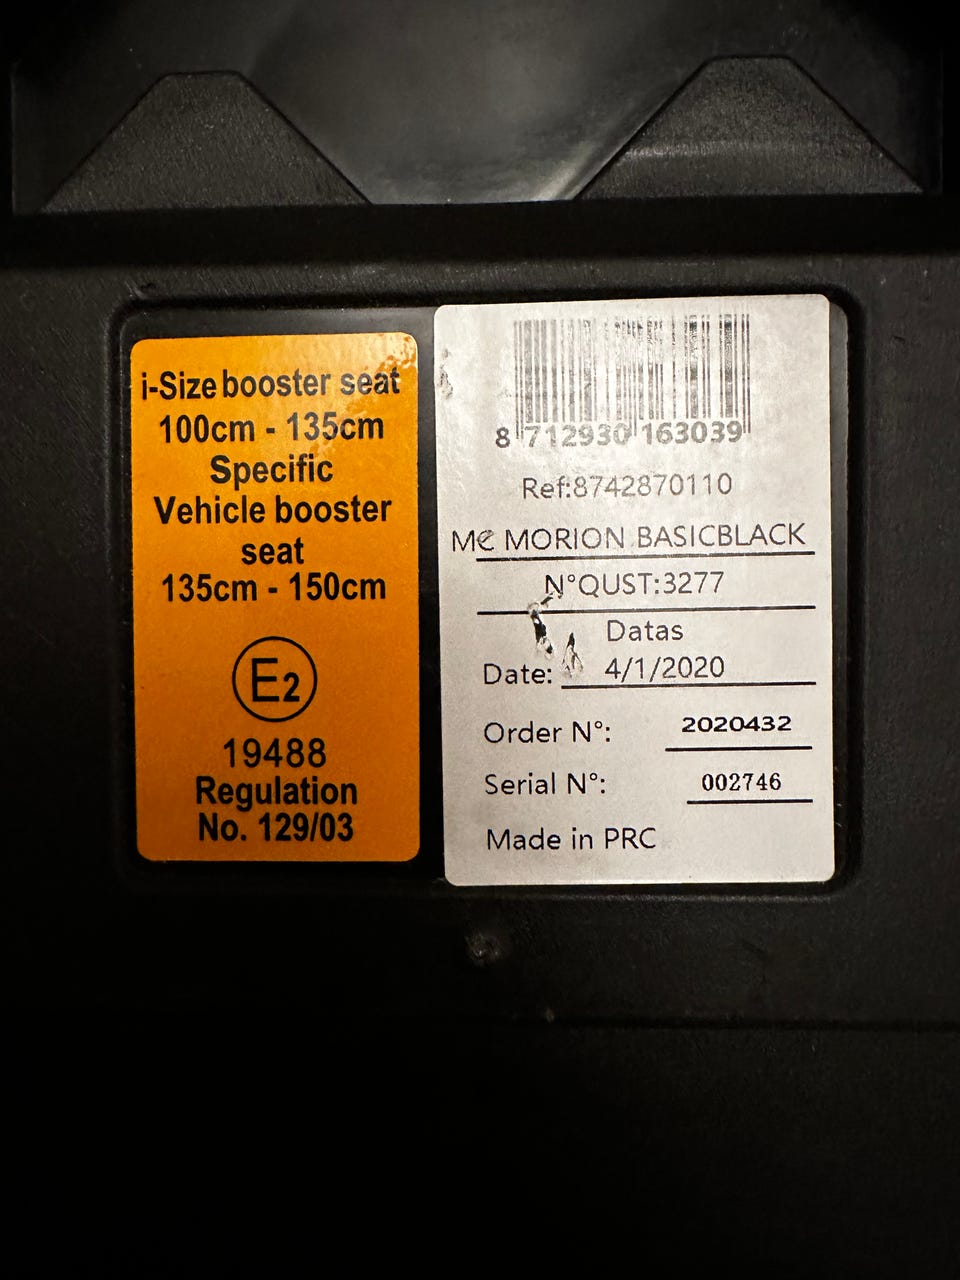 i-Size booster seat
100cm - 135cm
Specific
Vehicle booster
seat
135cm - 150cm
E2
19488
Regulation
No. 129/03
8 712930 163039
Ref:8742870110
MC MORION BASICBLACK
N°QUST:3277
Datas
Date: 4/1/2020
Order N°: 2020432
Serial N°: 002746
Made in PRC